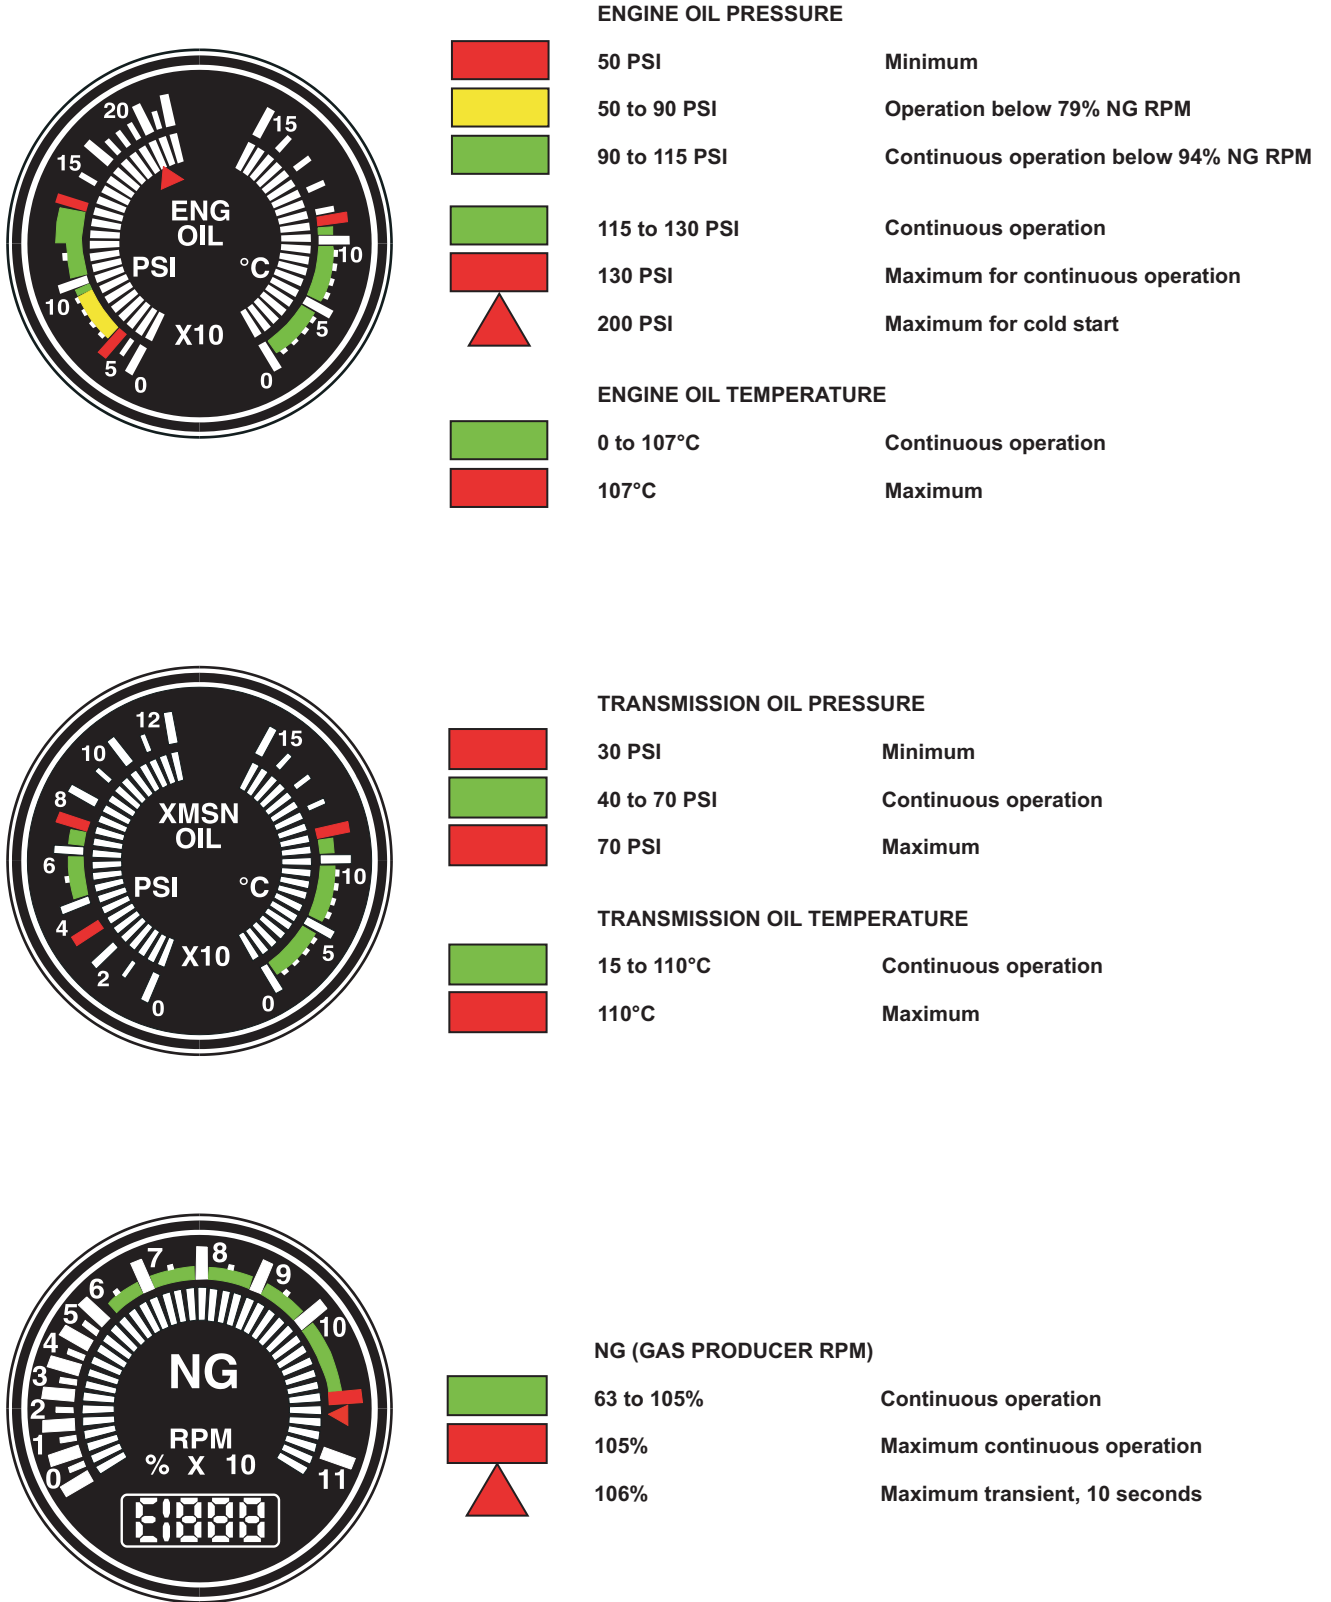 ENGINE OIL PRESSURE
50 PSI Minimum
50 to 90 PSI Operation below 79% NG RPM
90 to 115 PSI Continuous operation below 94% NG RPM
115 to 130 PSI Continuous operation
130 PSI Maximum for continuous operation
200 PSI Maximum for cold start
ENGINE OIL TEMPERATURE
0 to 107°C Continuous operation
107°C Maximum
20
15
15
ENG
OIL
PSI °C
10
10
X10
5
5
0
0
TRANSMISSION OIL PRESSURE
30 PSI Minimum
40 to 70 PSI Continuous operation
70 PSI Maximum
TRANSMISSION OIL TEMPERATURE
15 to 110°C Continuous operation
110°C Maximum
12
15
10
8
XMSN
OIL
6
10
PSI °C
4
5
X10
2
0
0
NG (GAS PRODUCER RPM)
63 to 105% Continuous operation
105% Maximum continuous operation
106% Maximum transient, 10 seconds
7
8
9
6
5
10
4
NG
3
2
1
RPM
% X 10
0
11